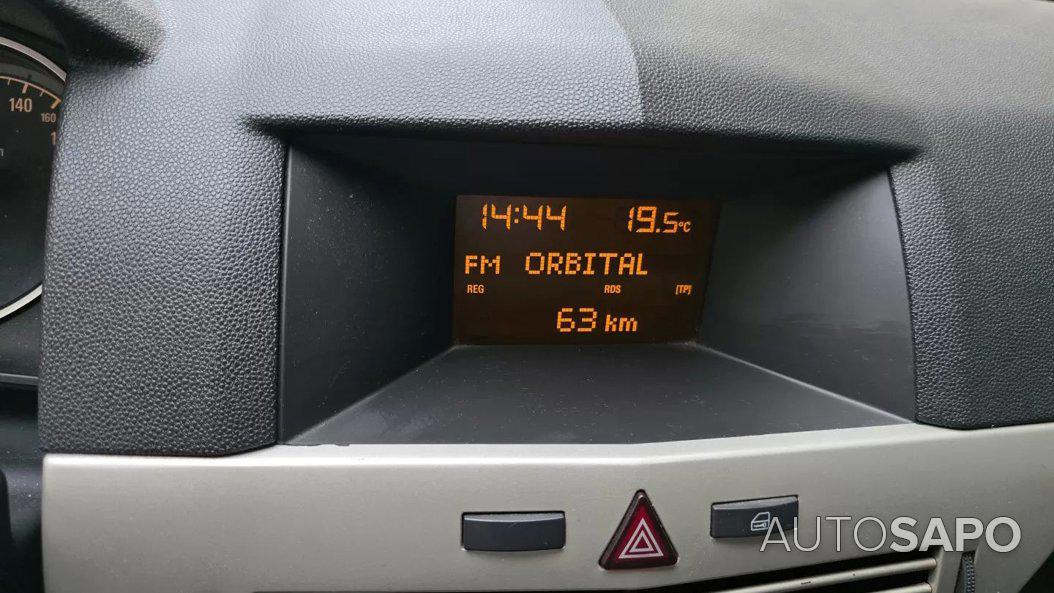 140
160
14:44 19.5°C
FM ORBITAL
REG RDS [TP]
63 km
AUTOSAPO